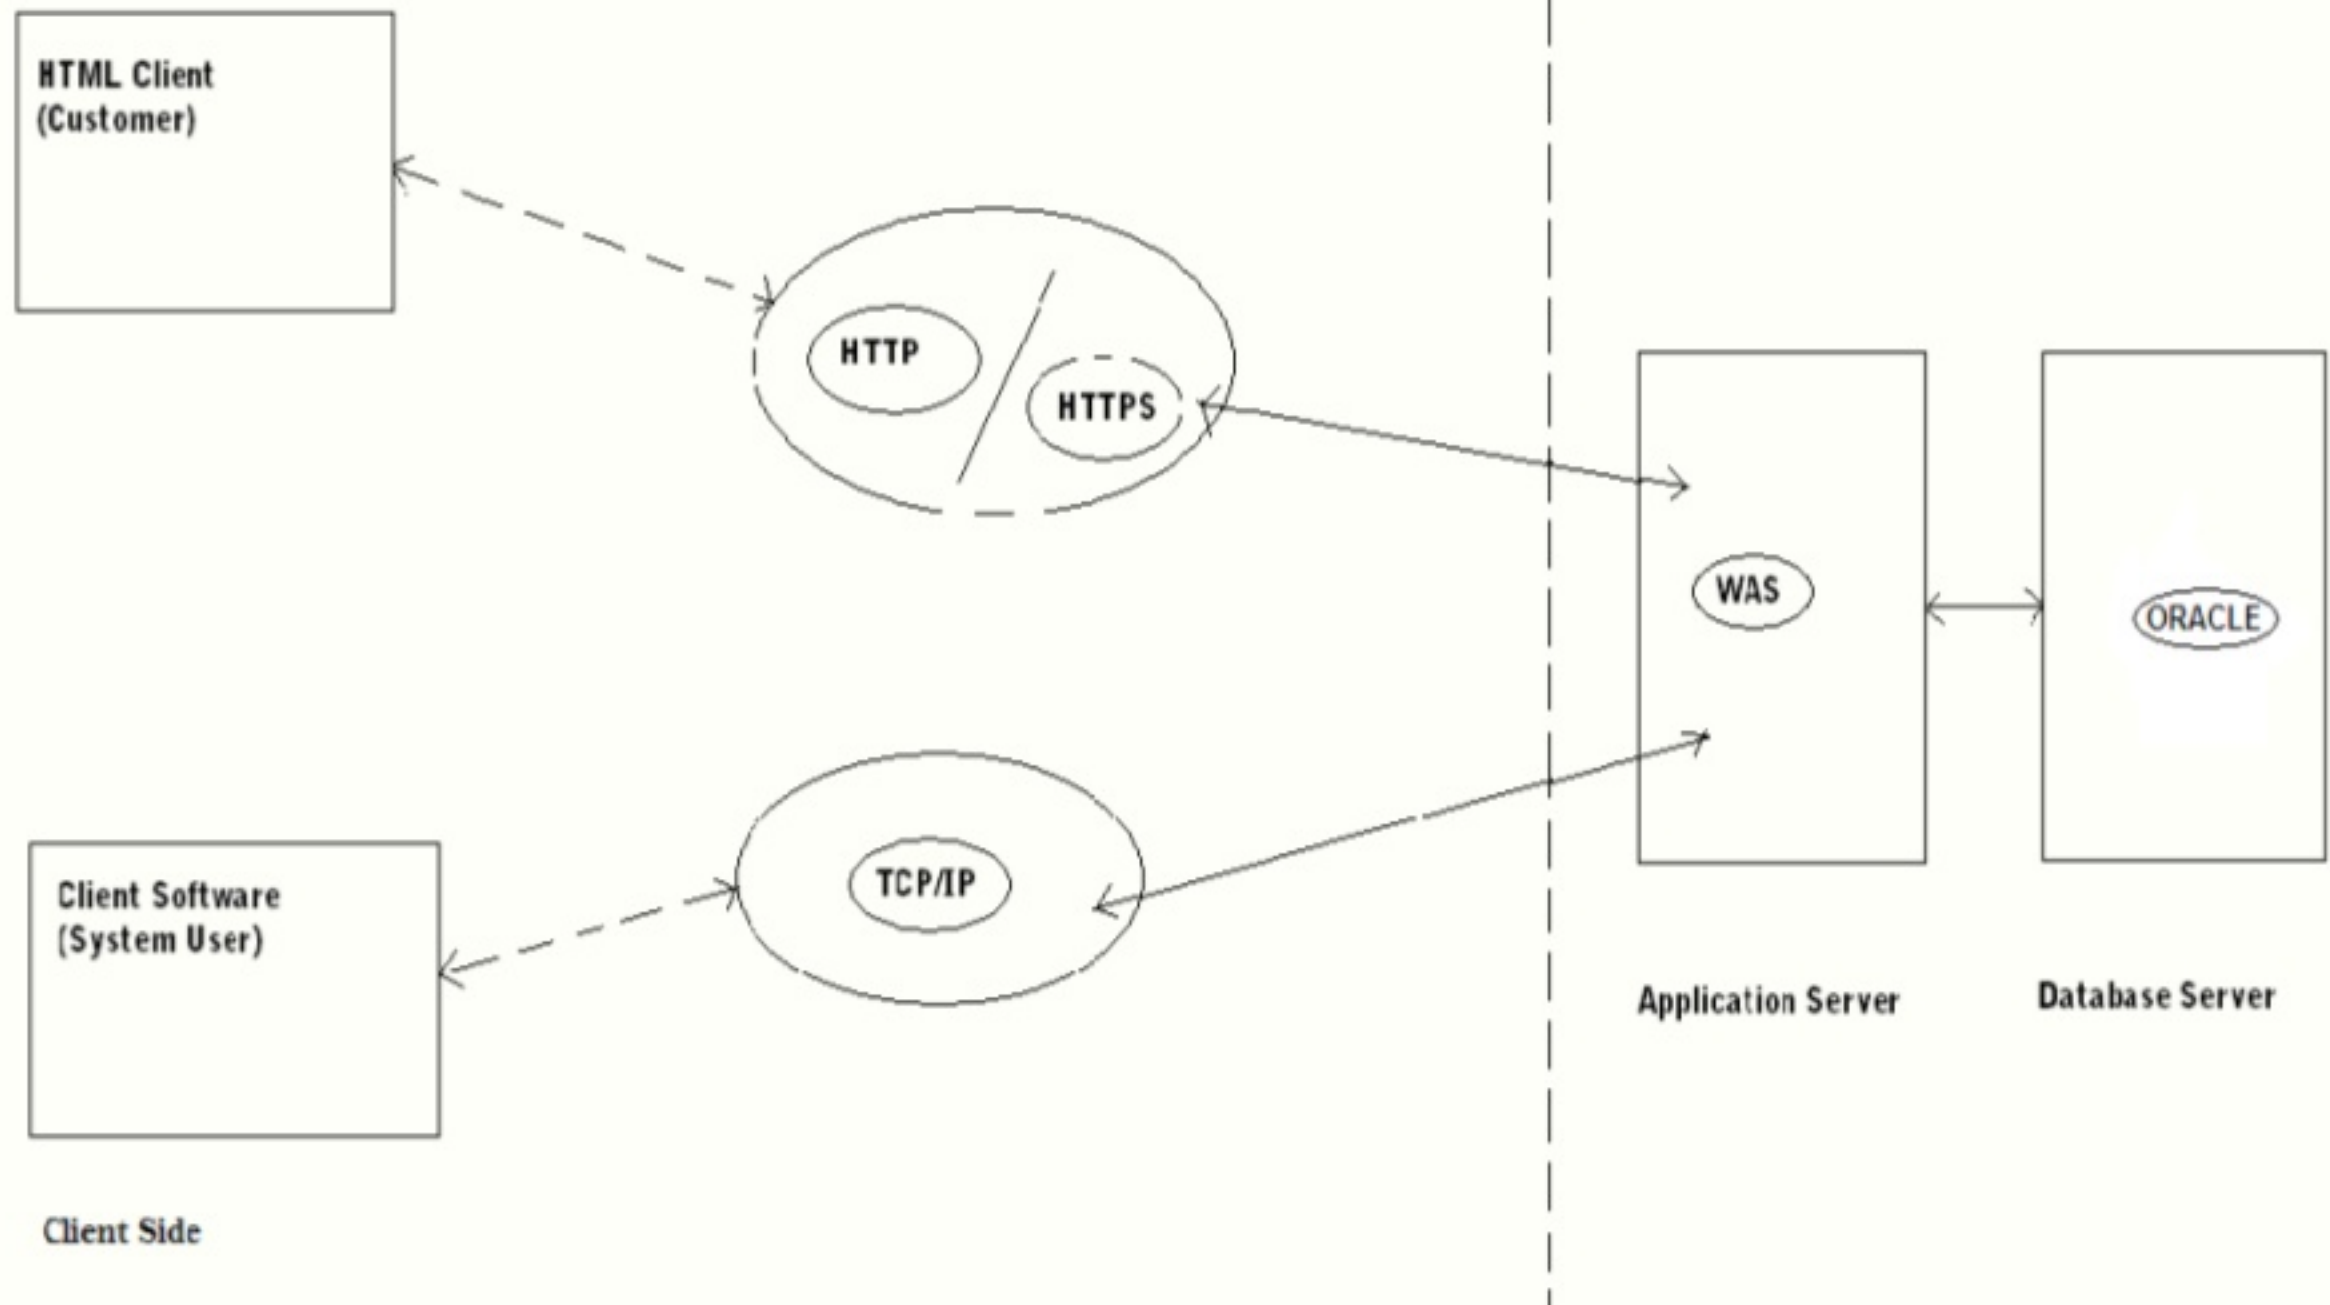 HTML Client
(Customer)
HTTP
HTTPS
WAS
ORACLE
TCP/IP
Client Software
(System User)
Application Server
Database Server
Client Side